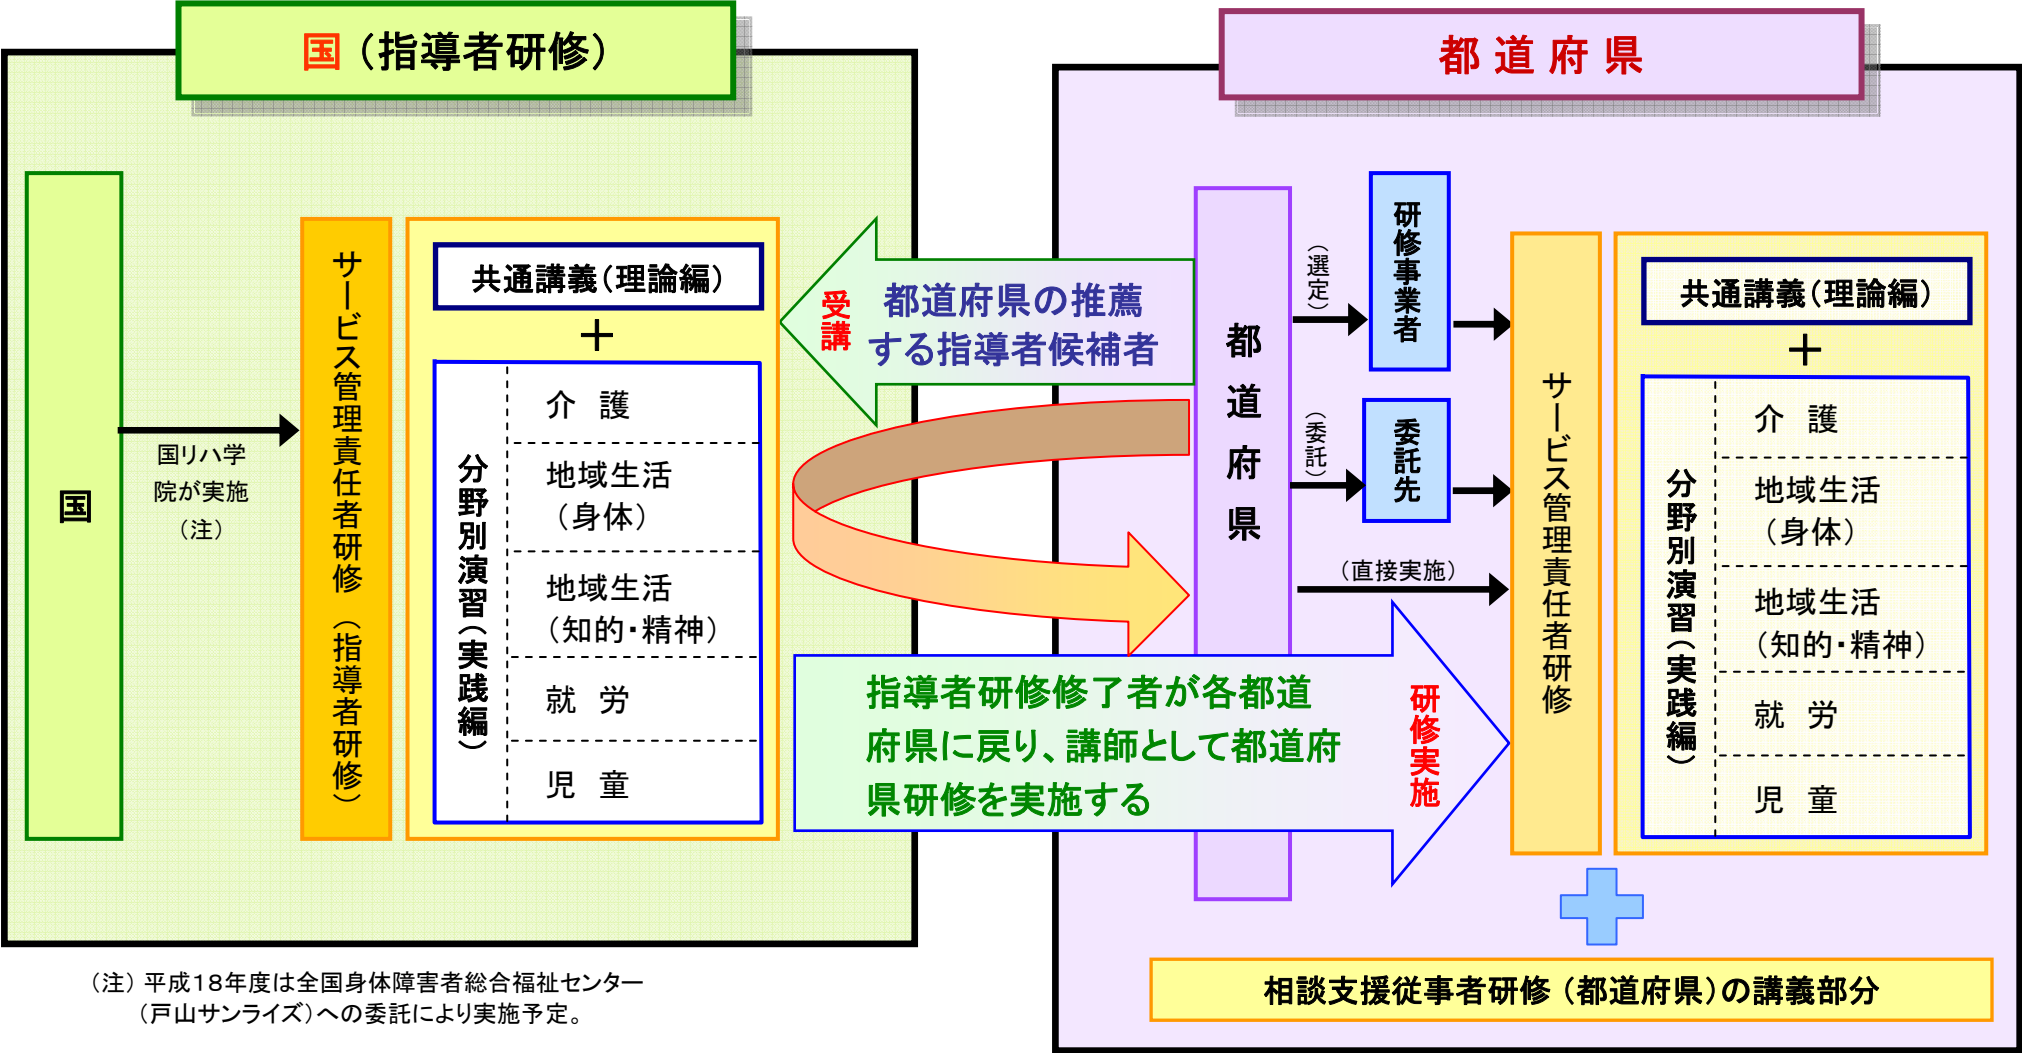 国（指導者研修）
国
国リハ学
院が実施
（注）
サービス管理責任者研修（指導者研修）
共通講義（理論編）
＋
分野別演習（実践編）
介　護
地域生活
（身体）
地域生活
（知的・精神）
就　労
児　童
受講
都道府県の推薦
する指導者候補者
指導者研修修了者が各都道
府県に戻り、講師として都道府
県研修を実施する
研修実施
都道府県
都道府県
（選定）
研修事業者
（委託）
委託先
（直接実施）
サービス管理責任者研修
共通講義（理論編）
＋
分野別演習（実践編）
介　護
地域生活
（身体）
地域生活
（知的・精神）
就　労
児　童
相談支援従事者研修（都道府県）の講義部分
（注）平成１８年度は全国身体障害者総合福祉センター
（戸山サンライズ）への委託により実施予定。